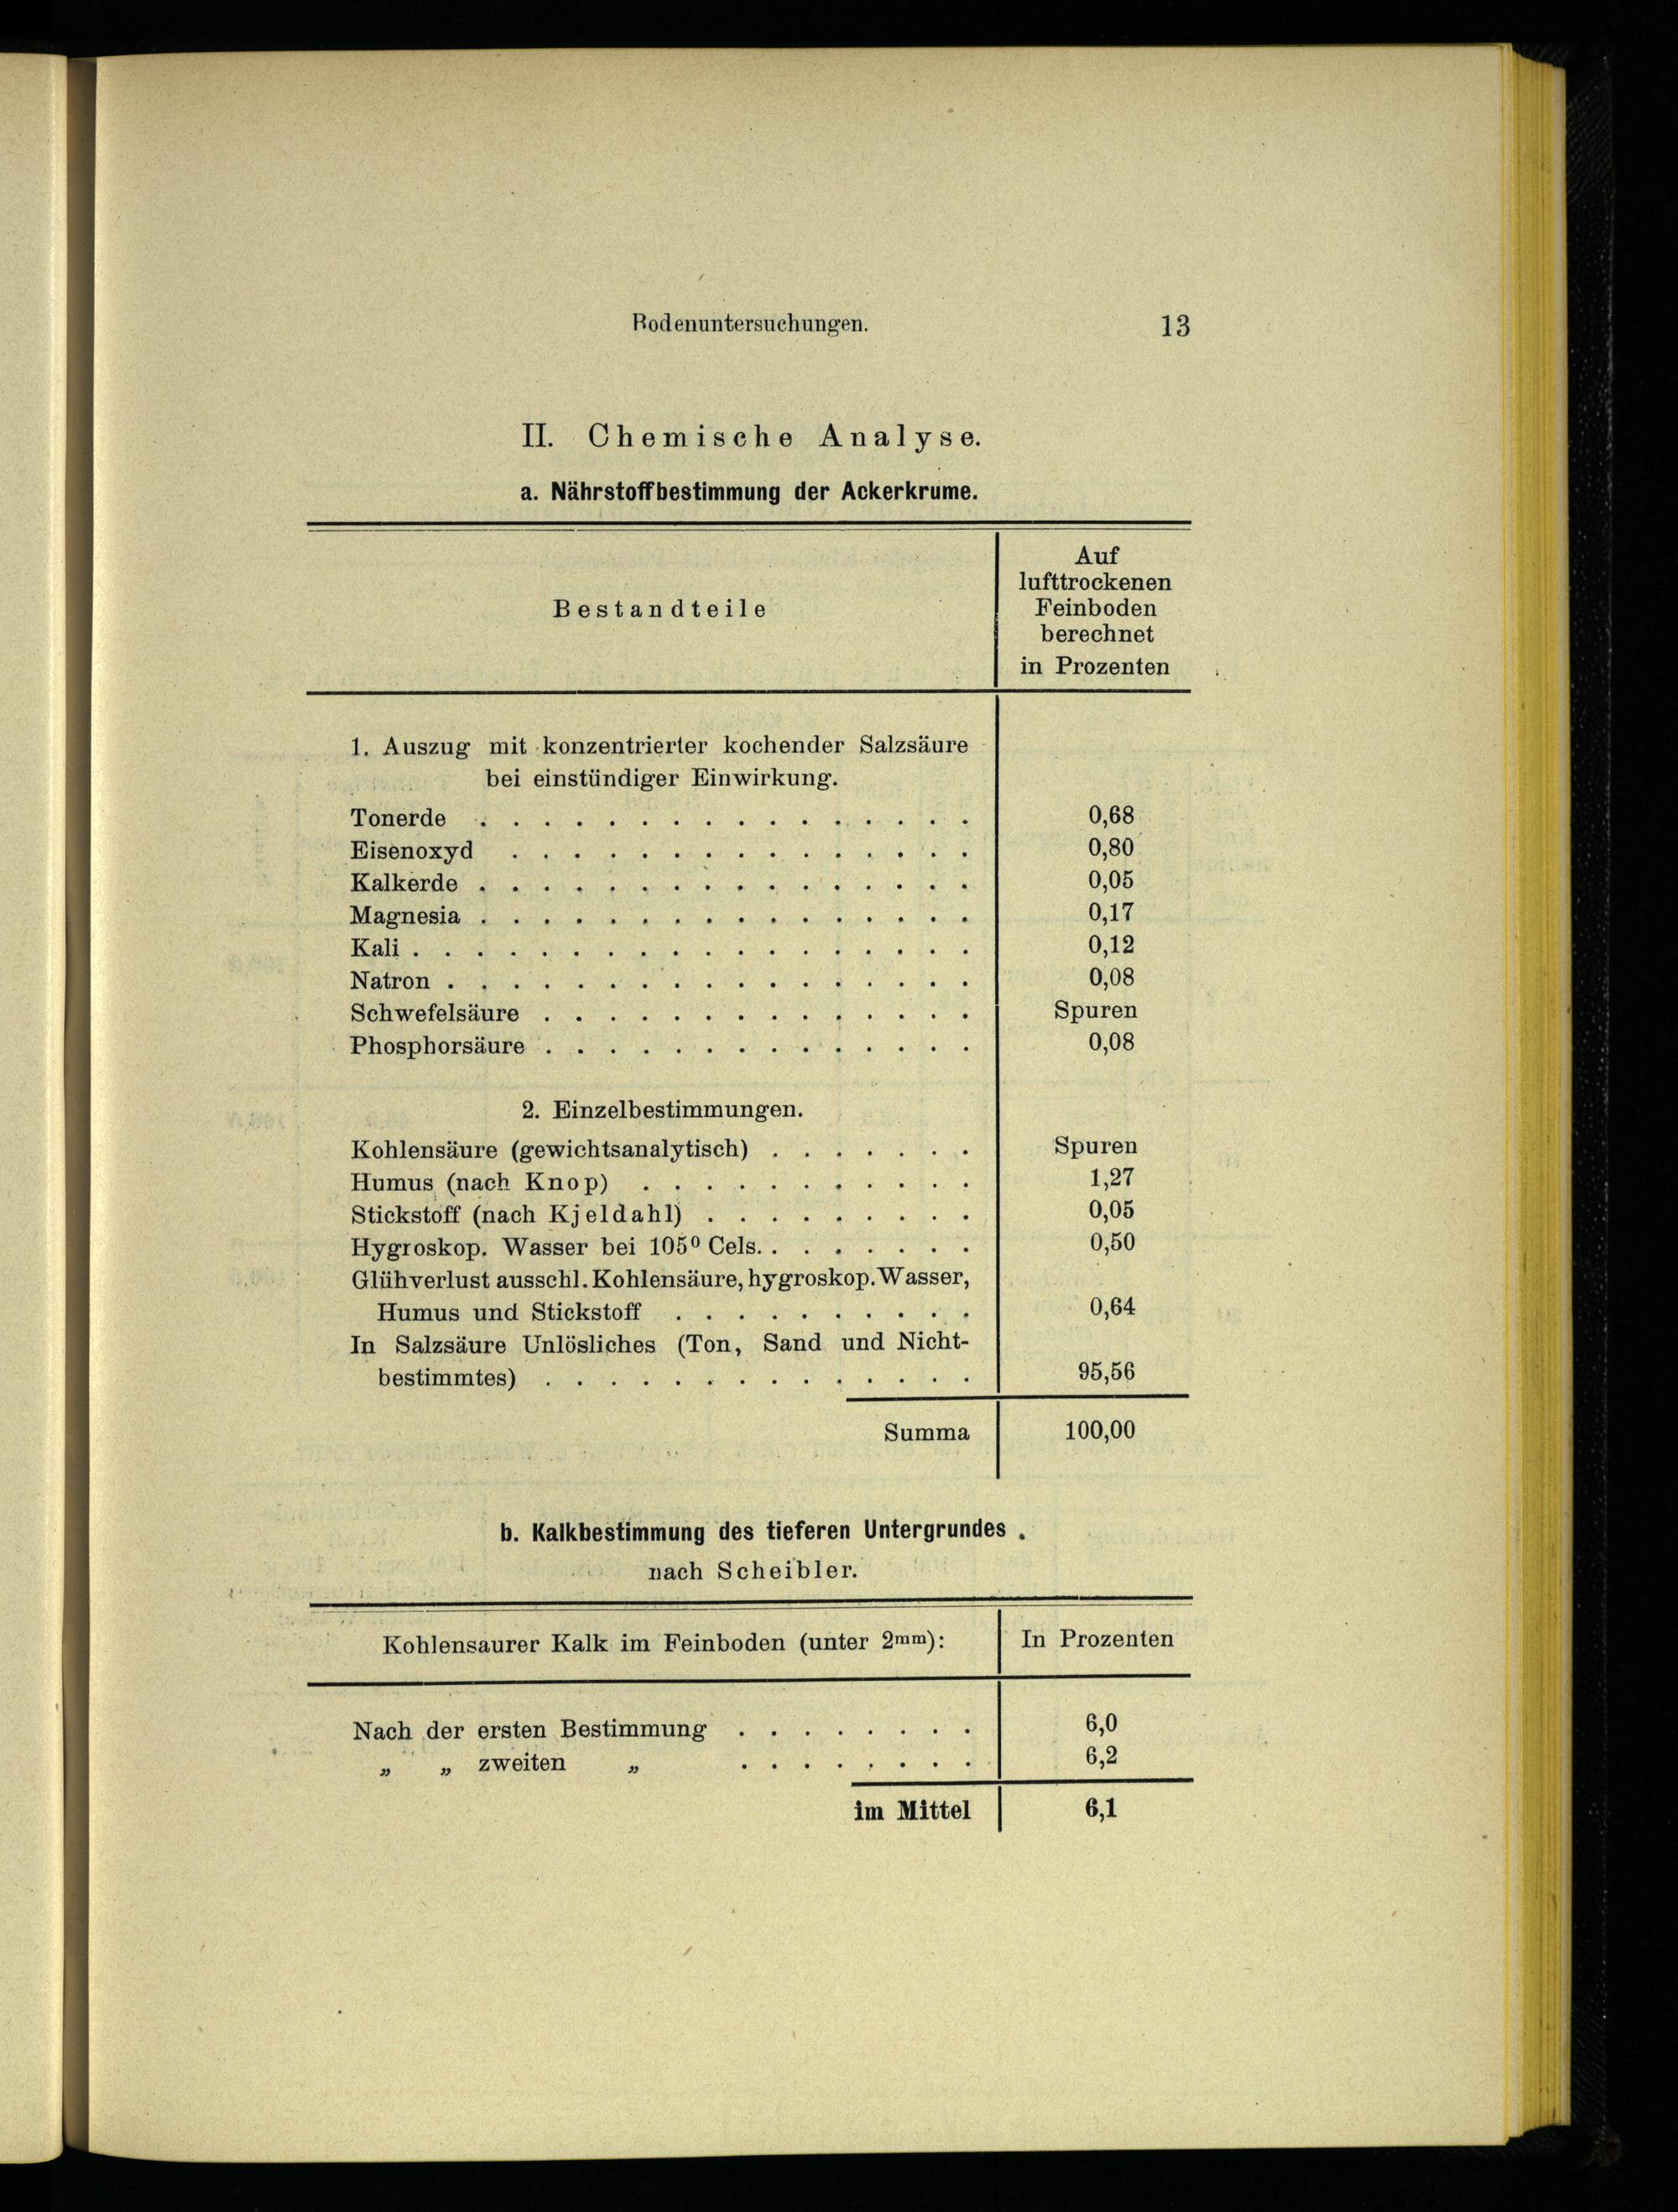 Bodenuntersuchungen. 13
II. Chemische Analyse.
a. Nährstoffbestimmung der Ackerkrume.
Bestandteile
Auf
lufttrockenen
Feinboden
berechnet
in Prozenten
1. Auszug mit konzentrierter kochender Salzsäure
bei einstündiger Einwirkung.
Tonerde . . . . . . . . . . . . . . . . 0,68
Eisenoxyd . . . . . . . . . . . . . . . 0,80
Kalkerde . . . . . . . . . . . . . . . . 0,05
Magnesia . . . . . . . . . . . . . . . . 0,17
Kali . . . . . . . . . . . . . . . . . . 0,12
Natron . . . . . . . . . . . . . . . . . 0,08
Schwefelsäure . . . . . . . . . . . . . . Spuren
Phosphorsäure . . . . . . . . . . . . . . 0,08
2. Einzelbestimmungen.
Kohlensäure (gewichtsanalytisch) . . . . . . . Spuren
Humus (nach Knop) . . . . . . . . . . . 1,27
Stickstoff (nach Kjeldahl) . . . . . . . . . 0,05
Hygroskop. Wasser bei 105⁰ Cels. . . . . . . . 0,50
Glühverlust ausschl. Kohlensäure, hygroskop. Wasser,
Humus und Stickstoff . . . . . . . . . . 0,64
In Salzsäure Unlösliches (Ton, Sand und Nicht-
bestimmtes) . . . . . . . . . . . . . . 95,56
Summa 100,00
b. Kalkbestimmung des tieferen Untergrundes .
nach Scheibler.
Kohlensaurer Kalk im Feinboden (unter 2mm): In Prozenten
Nach der ersten Bestimmung . . . . . . . . 6,0
„ „ zweiten „ . . . . . . . . 6,2
im Mittel 6,1